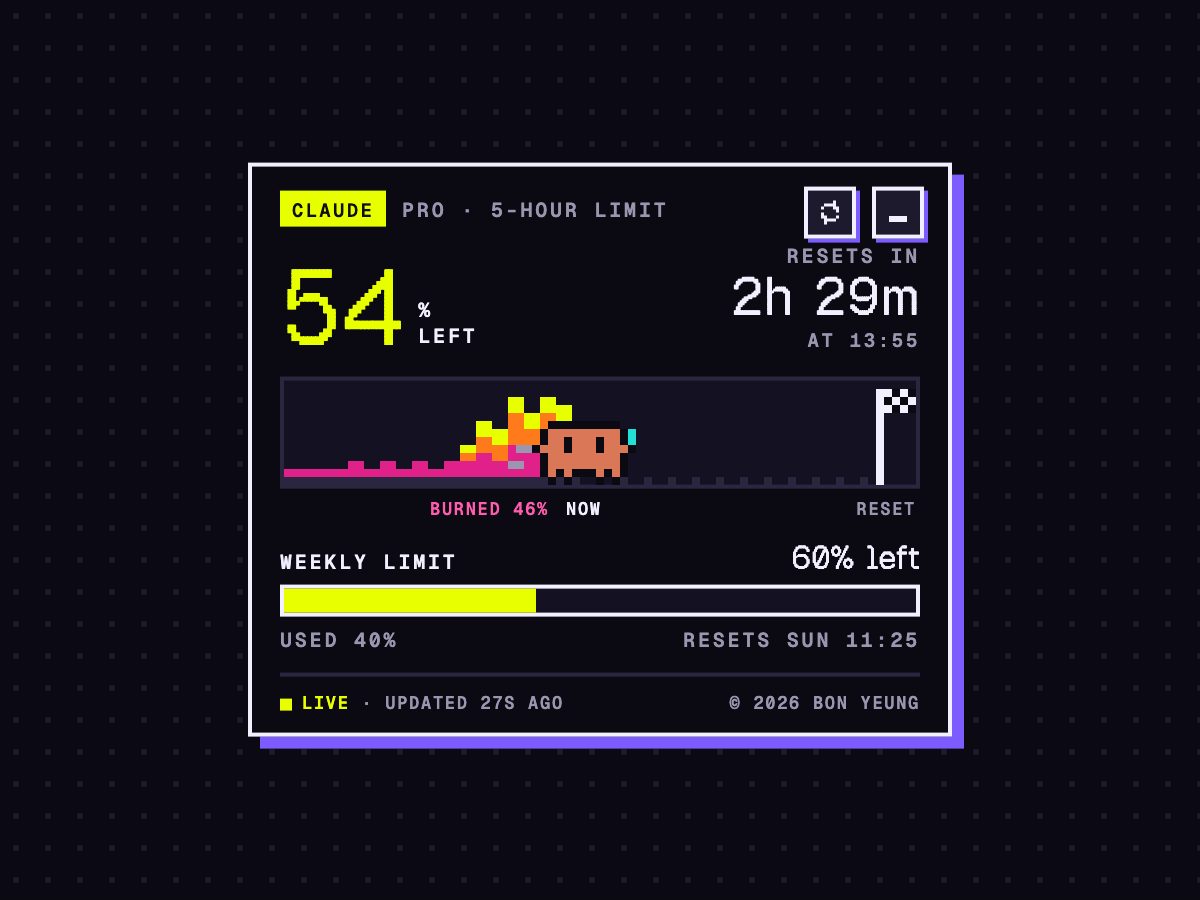 CLAUDE PRO · 5-HOUR LIMIT
RESETS IN
54 % LEFT
2h 29m
AT 13:55
BURNED 46% NOW RESET
WEEKLY LIMIT 60% left
USED 40% RESETS SUN 11:25
LIVE · UPDATED 27S AGO © 2026 BON YEUNG